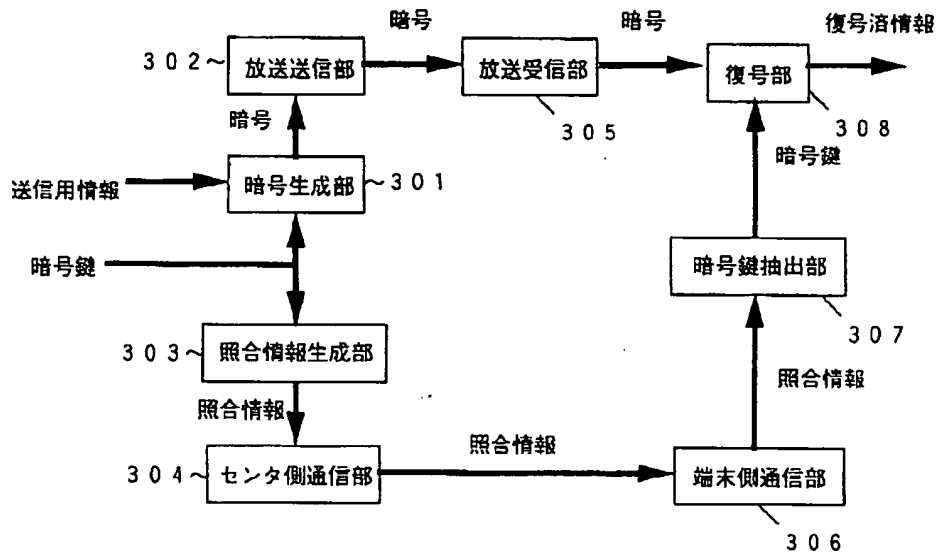 暗号
暗号
復号済情報
302
放送送信部
放送受信部
復号部
305
308
暗号
暗号鍵
送信用情報
暗号生成部
301
暗号鍵
暗号鍵抽出部
307
303
照合情報生成部
照合情報
照合情報
照合情報
304
センタ側通信部
端末側通信部
306